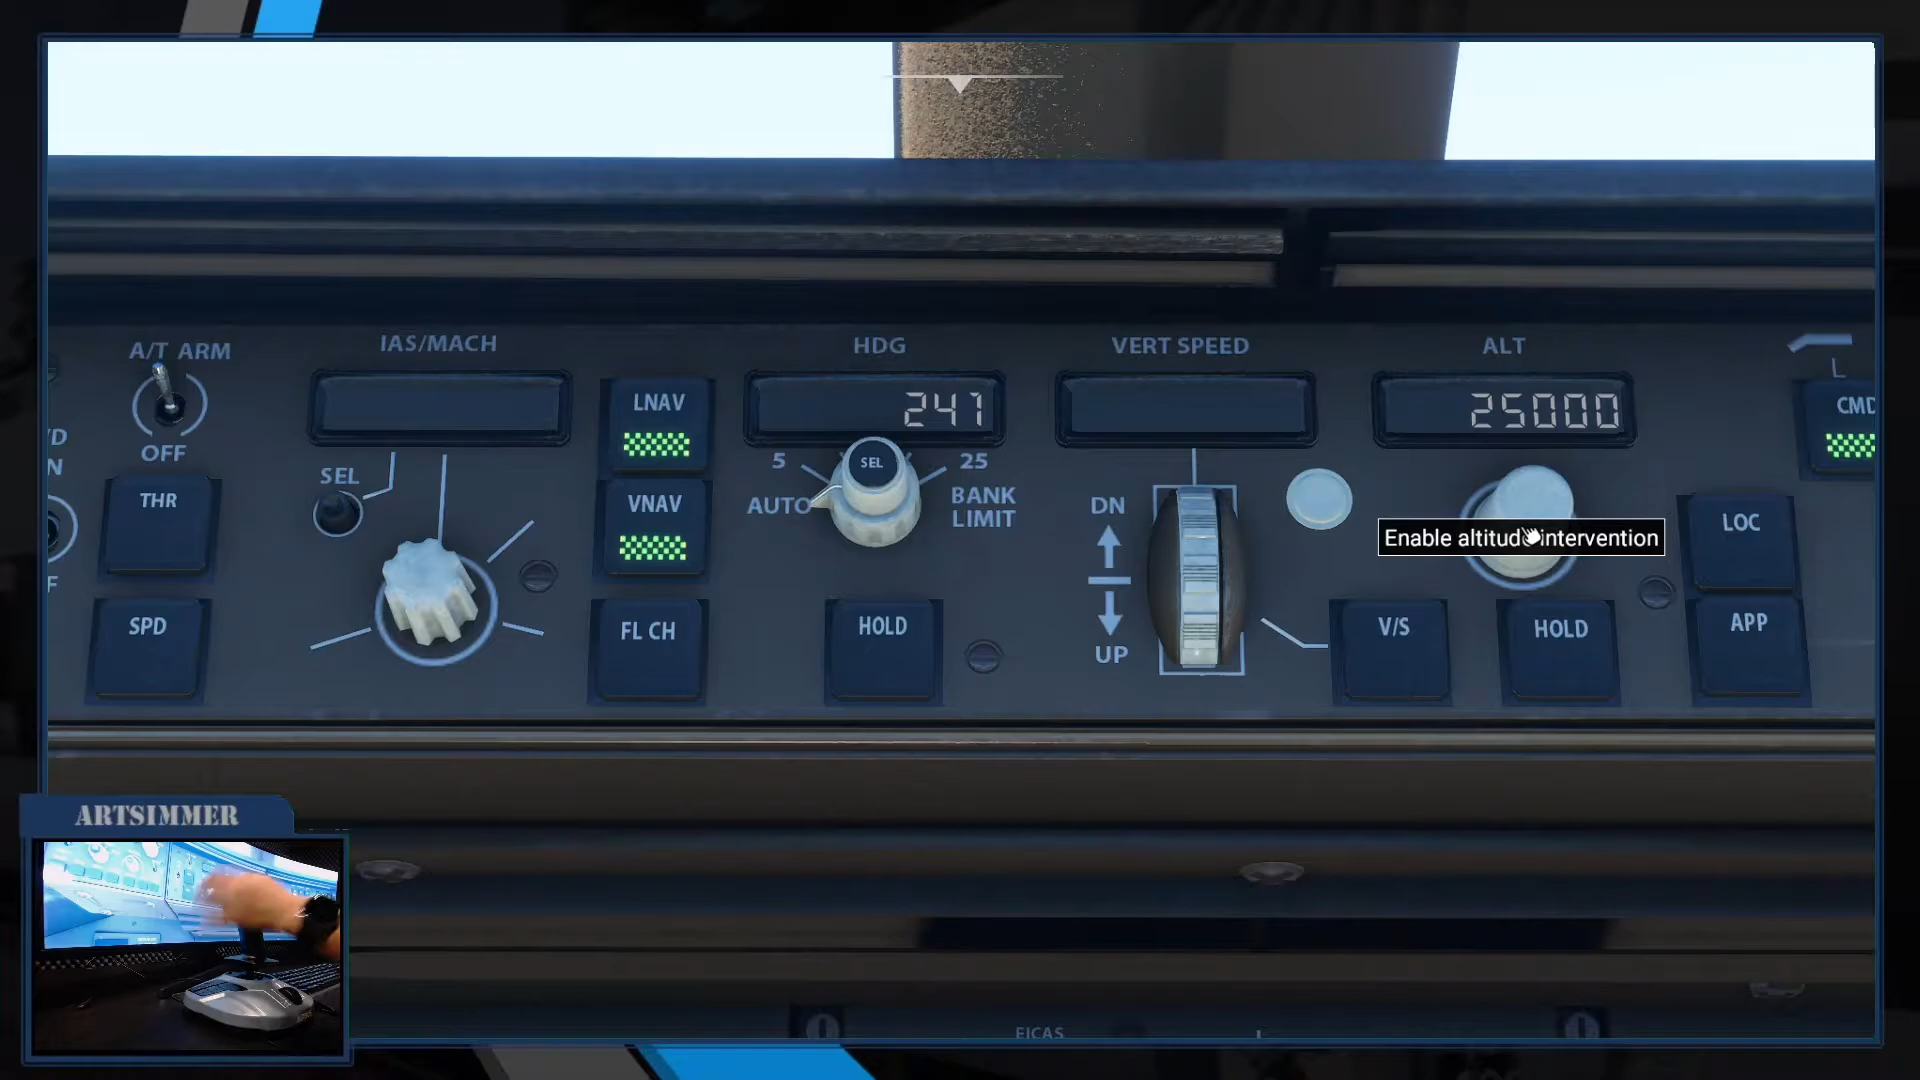 A/T ARM
IAS/MACH
HDG
VERT SPEED
ALT
L
LNAV
241
25000
CMD
OFF
SEL
5
SEL
25
THR
VNAV
AUTO
BANK
LIMIT
DN
Enable altitude intervention
LOC
SPD
FL CH
HOLD
UP
V/S
HOLD
APP
ARTSIMMER
EICAS